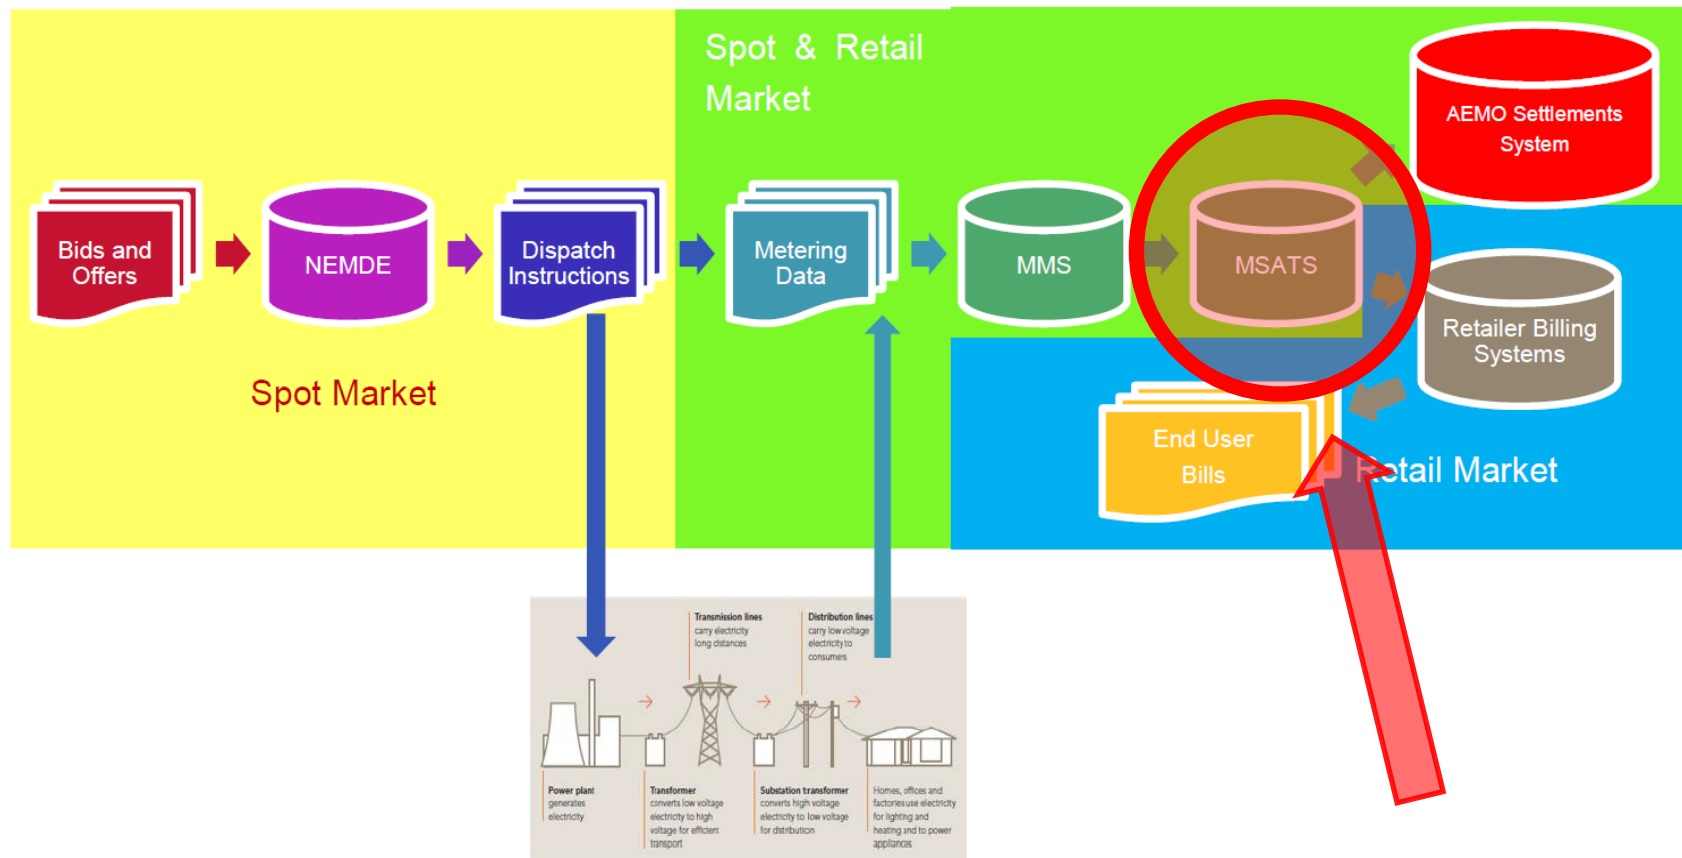 Spot & Retail
Market
AEMO Settlements
System
Bids and
Offers
NEMDE
Dispatch
Instructions
Metering
Data
MMS
MSATS
Retailer Billing
Systems
Spot Market
End User
Bills
Retail Market
Transmission lines
carry electricity
long distances
Distribution lines
carry low voltage
electricity to
consumers
Power plant
generates
electricity
Transformer
converts low voltage
electricity to high
voltage for efficient
transport
Substation transformer
converts high voltage
electricity to low voltage
for distribution
Homes, offices and
factories use electricity
for lighting and
heating and to power
appliances